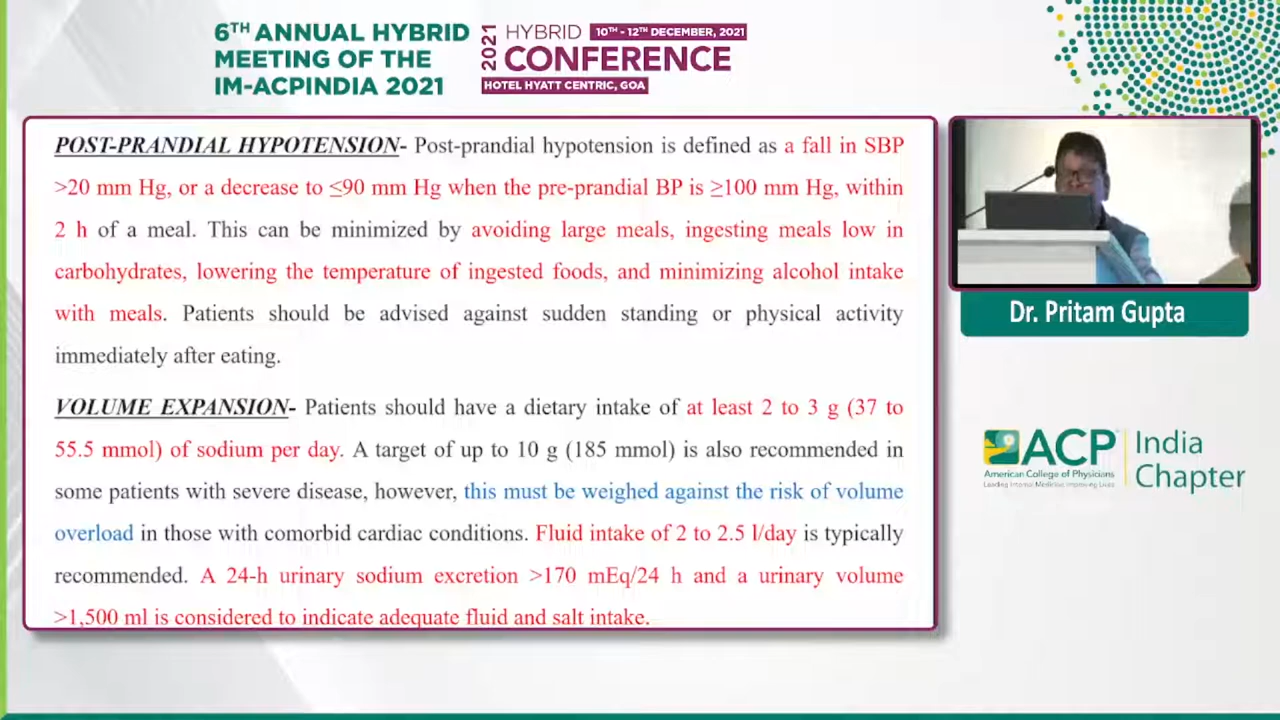 6TH ANNUAL HYBRID
MEETING OF THE
IM-ACPINDIA 2021
2021
HYBRID
10TH - 12TH DECEMBER, 2021
CONFERENCE
HOTEL HYATT CENTRIC, GOA
POST-PRANDIAL HYPOTENSION- Post-prandial hypotension is defined as a fall in SBP
>20 mm Hg, or a decrease to ≤90 mm Hg when the pre-prandial BP is ≥100 mm Hg, within
2 h of a meal. This can be minimized by avoiding large meals, ingesting meals low in
carbohydrates, lowering the temperature of ingested foods, and minimizing alcohol intake
with meals. Patients should be advised against sudden standing or physical activity
immediately after eating.
VOLUME EXPANSION- Patients should have a dietary intake of at least 2 to 3 g (37 to
55.5 mmol) of sodium per day. A target of up to 10 g (185 mmol) is also recommended in
some patients with severe disease, however, this must be weighed against the risk of volume
overload in those with comorbid cardiac conditions. Fluid intake of 2 to 2.5 l/day is typically
recommended. A 24-h urinary sodium excretion >170 mEq/24 h and a urinary volume
>1,500 ml is considered to indicate adequate fluid and salt intake.
Dr. Pritam Gupta
ACP
American College of Physicians
Leading Internal Medicine, Improving Lives
India
Chapter